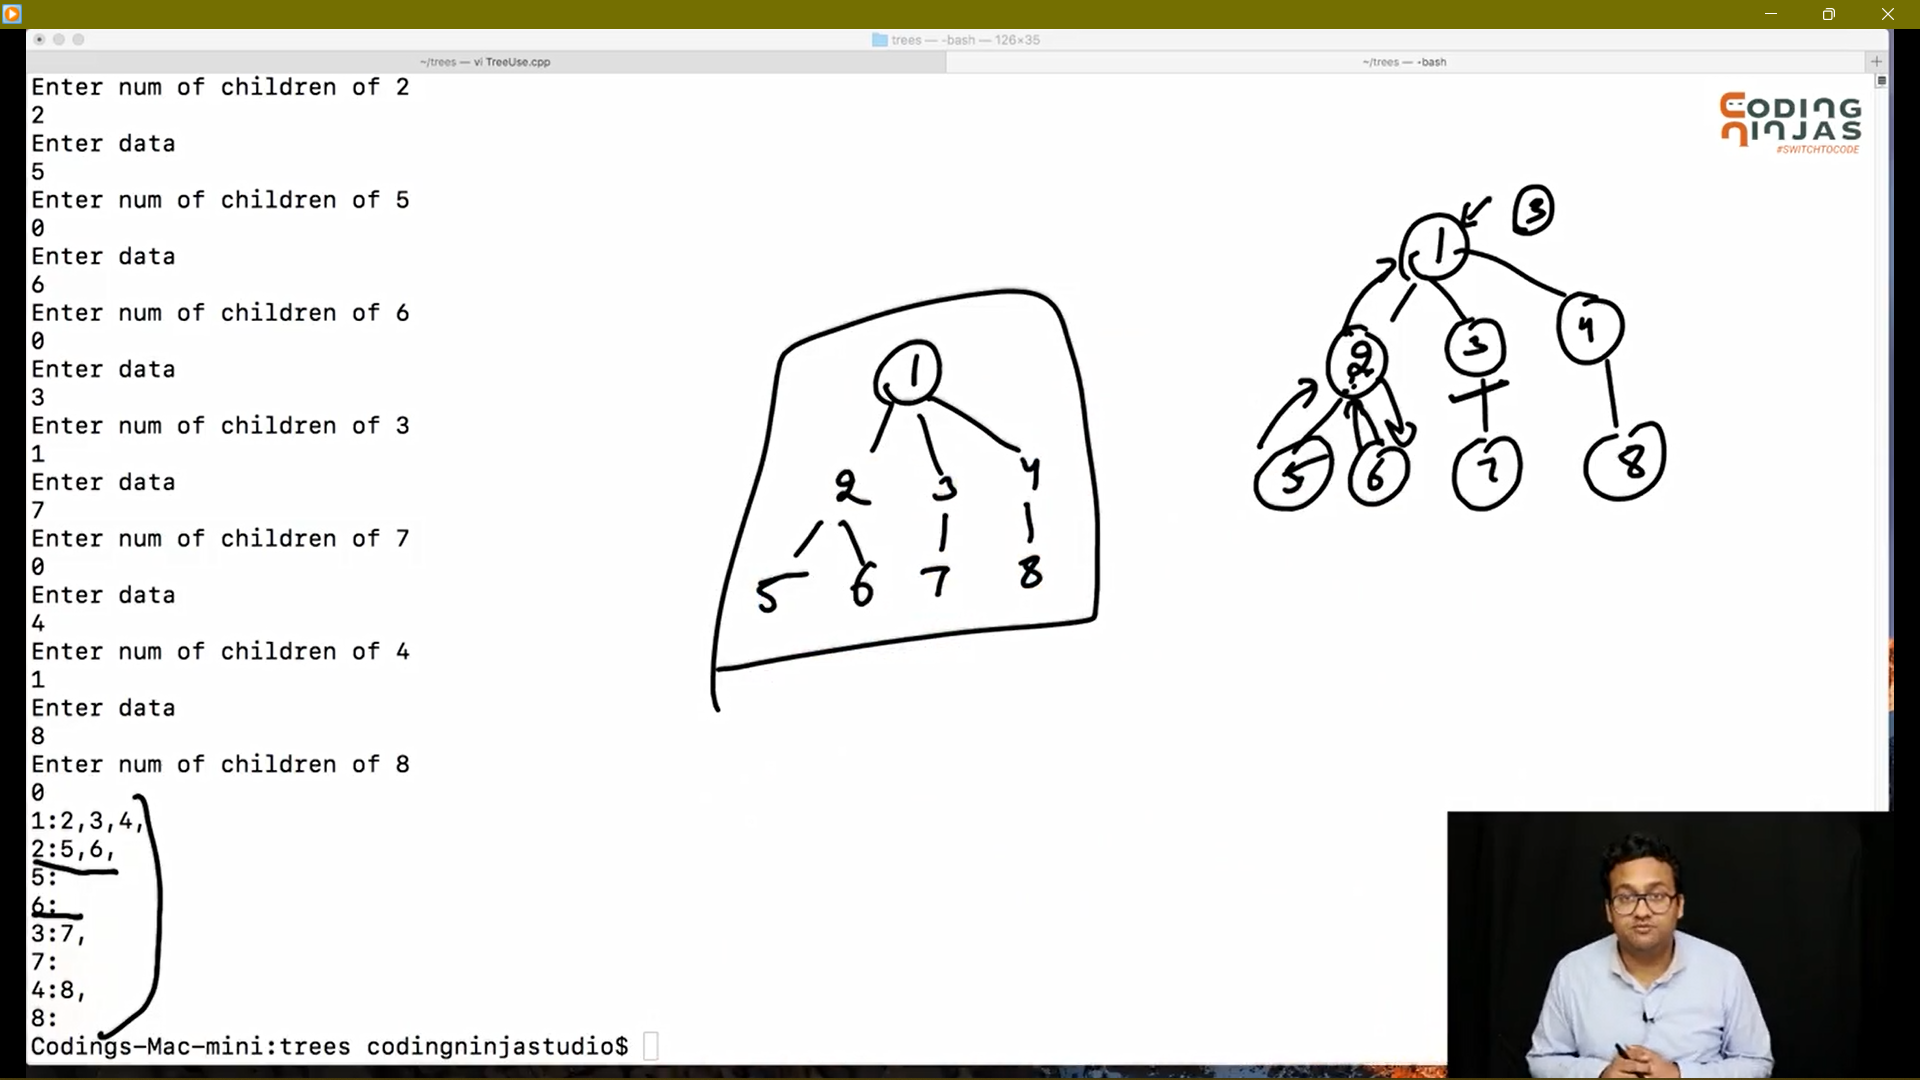 trees — -bash — 126×35
~/trees — vi TreeUse.cpp
~/trees — -bash
Enter num of children of 2
2
Enter data
5
Enter num of children of 5
0
Enter data
6
Enter num of children of 6
0
Enter data
3
Enter num of children of 3
1
Enter data
7
Enter num of children of 7
0
Enter data
4
Enter num of children of 4
1
Enter data
8
Enter num of children of 8
0
1:2,3,4,
2:5,6,
5:
6:
3:7,
7:
4:8,
8:
Codings-Mac-mini:trees codingninjastudio$
1
2 3 4
5 6 7 8
3
1
2 3 4
5 6 7 8
CODING
NINJAS
#SWITCHTOCODE